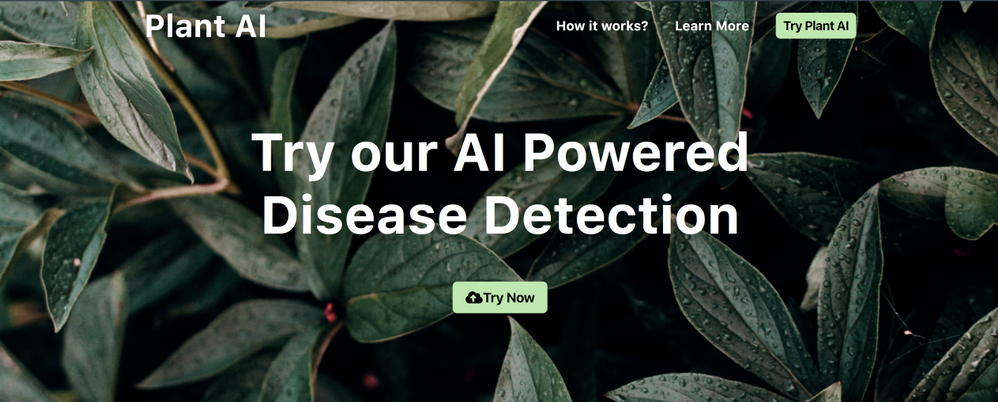 Plant AI
How it works?
Learn More
Try Plant AI
Try our AI Powered
Disease Detection
Try Now